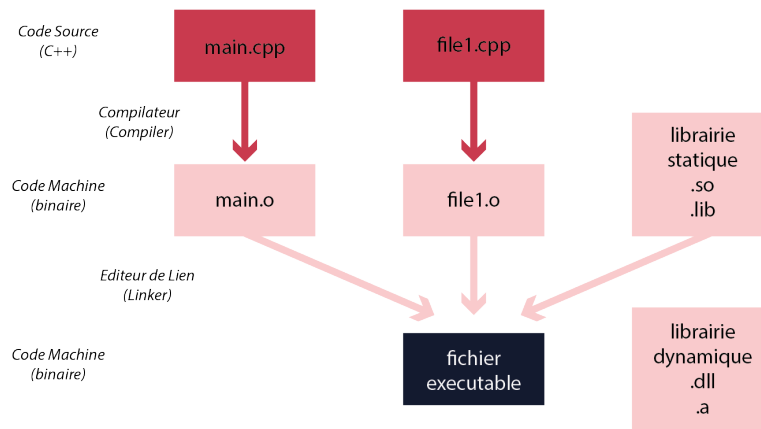 Code Source
(C++)
main.cpp
file1.cpp
Compilateur
(Compiler)
librairie
statique
.so
.lib
Code Machine
(binaire)
main.o
file1.o
Editeur de Lien
(Linker)
Code Machine
(binaire)
fichier
executable
librairie
dynamique
.dll
.a